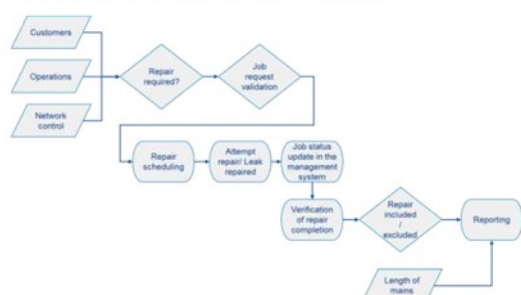 Customers
Operations
Network
control
Repair
required?
Job
request
validation
Repair
scheduling
Attempt
repair/ Leak
repaired
Job status
update in the
management
system
Verification
of repair
completion
Repair
included
/
excluded
Reporting
Length of
mains